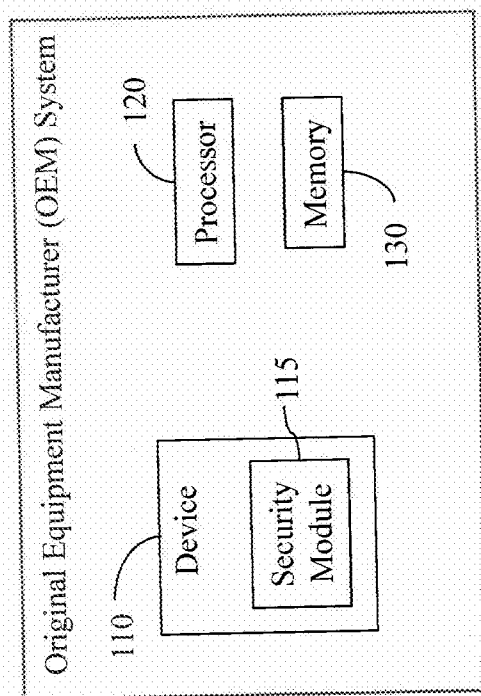 Original Equipment Manufacturer (OEM) System
110
Device
115
Security
Module
120
Processor
Memory
130